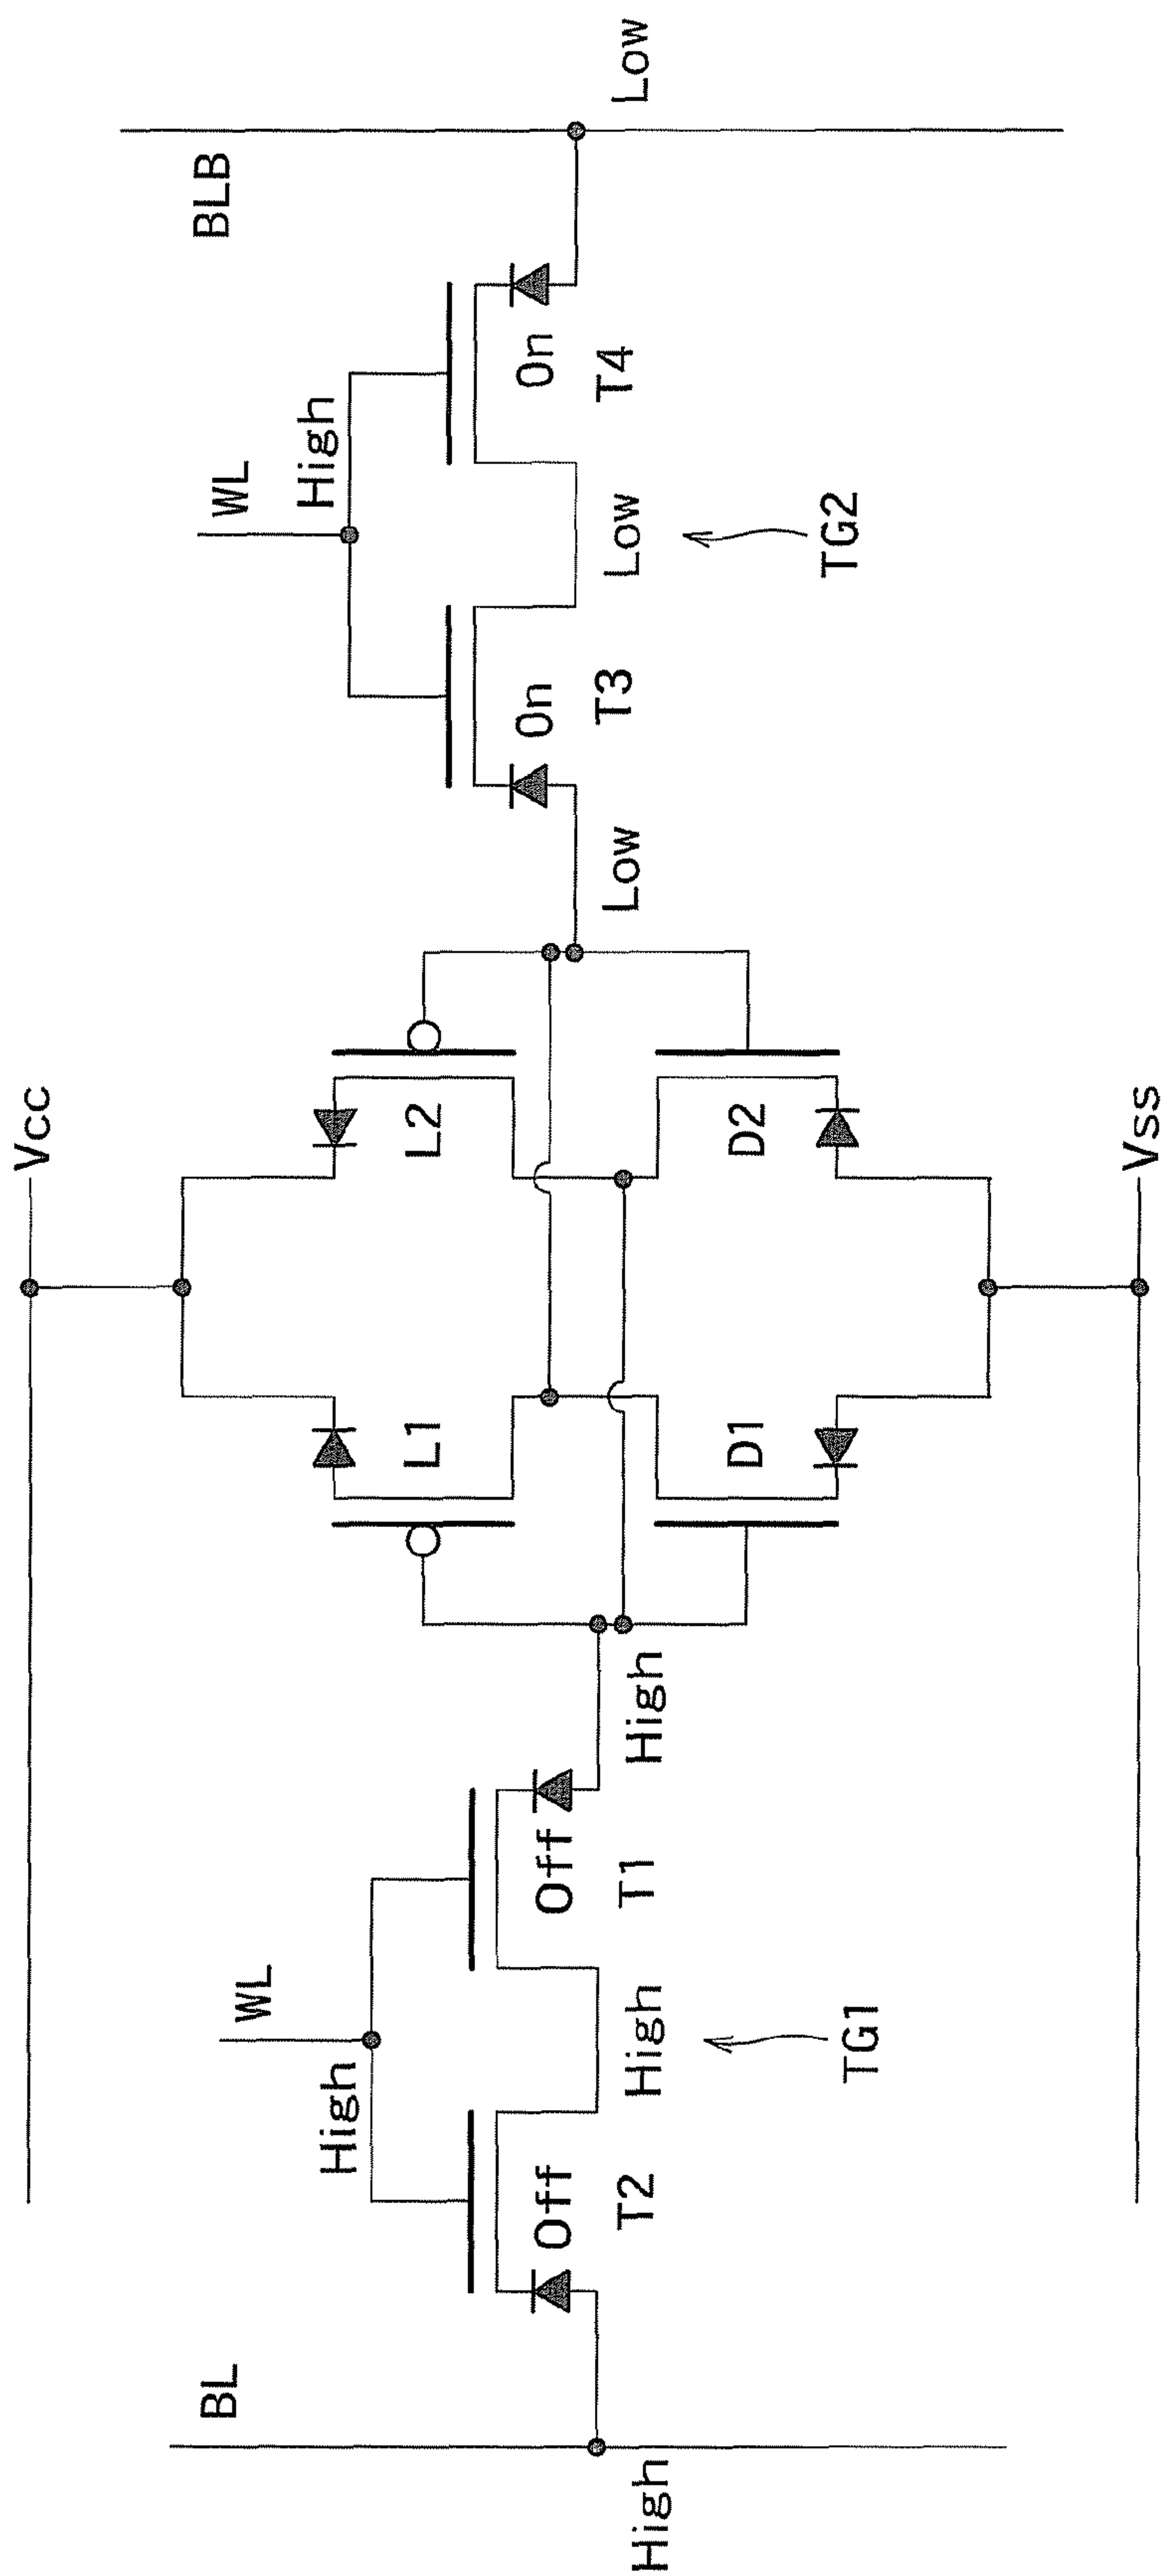 Vcc
BL
WL
WL
BLB
High
High
L1
L2
Off
Off
On
On
High
T2
High
T1
High
Low
T3
Low
T4
Low
D1
D2
TG1
TG2
Vss